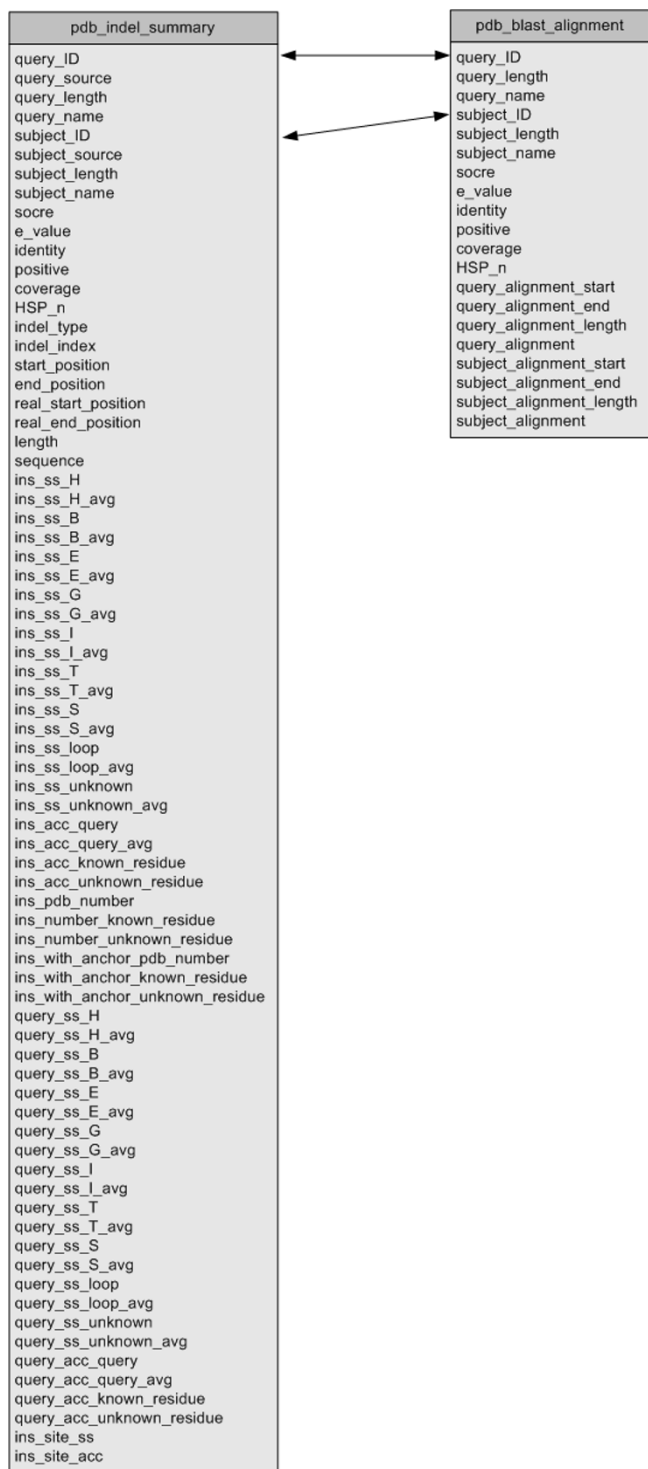 pdb_indel_summary
query_ID
query_source
query_length
query_name
subject_ID
subject_source
subject_length
subject_name
socre
e_value
identity
positive
coverage
HSP_n
indel_type
indel_index
start_position
end_position
real_start_position
real_end_position
length
sequence
ins_ss_H
ins_ss_H_avg
ins_ss_B
ins_ss_B_avg
ins_ss_E
ins_ss_E_avg
ins_ss_G
ins_ss_G_avg
ins_ss_I
ins_ss_I_avg
ins_ss_T
ins_ss_T_avg
ins_ss_S
ins_ss_S_avg
ins_ss_loop
ins_ss_loop_avg
ins_ss_unknown
ins_ss_unknown_avg
ins_acc_query
ins_acc_query_avg
ins_acc_known_residue
ins_acc_unknown_residue
ins_pdb_number
ins_number_known_residue
ins_number_unknown_residue
ins_with_anchor_pdb_number
ins_with_anchor_known_residue
ins_with_anchor_unknown_residue
query_ss_H
query_ss_H_avg
query_ss_B
query_ss_B_avg
query_ss_E
query_ss_E_avg
query_ss_G
query_ss_G_avg
query_ss_I
query_ss_I_avg
query_ss_T
query_ss_T_avg
query_ss_S
query_ss_S_avg
query_ss_loop
query_ss_loop_avg
query_ss_unknown
query_ss_unknown_avg
query_acc_query
query_acc_query_avg
query_acc_known_residue
query_acc_unknown_residue
ins_site_ss
ins_site_acc
pdb_blast_alignment
query_ID
query_length
query_name
subject_ID
subject_length
subject_name
socre
e_value
identity
positive
coverage
HSP_n
query_alignment_start
query_alignment_end
query_alignment_length
query_alignment
subject_alignment_start
subject_alignment_end
subject_alignment_length
subject_alignment